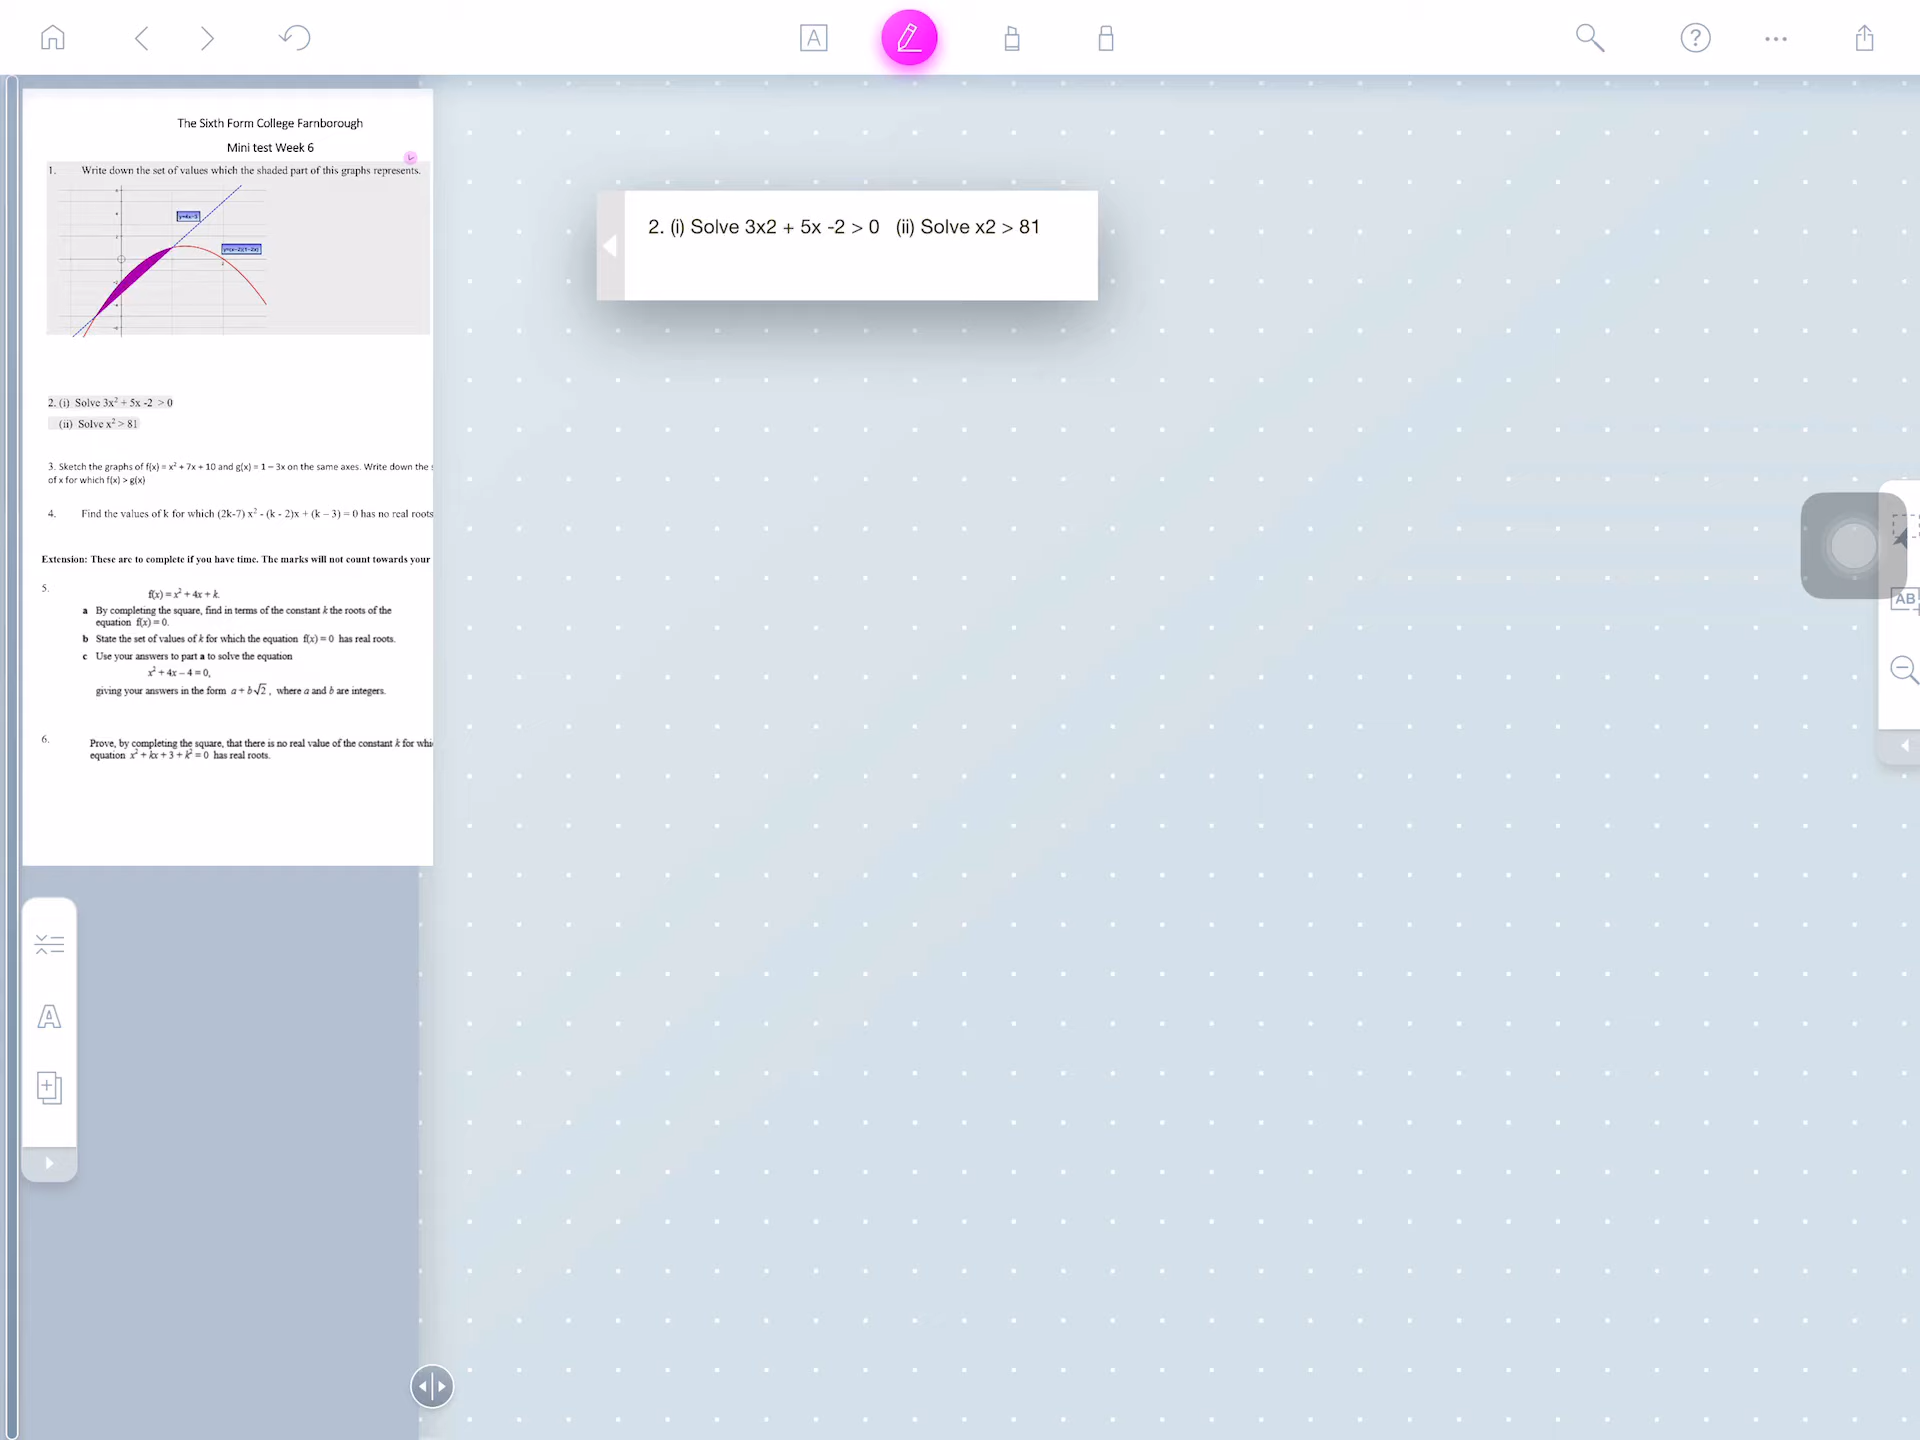 The Sixth Form College Farnborough
Mini test Week 6
1. Write down the set of values which the shaded part of this graphs represents.
y=4x-3
y=(x-2)(1-2x)
2. (i) Solve 3x² + 5x -2 > 0
(ii) Solve x² > 81
3. Sketch the graphs of f(x) = x² + 7x + 10 and g(x) = 1 – 3x on the same axes. Write down the
of x for which f(x) > g(x)
4. Find the values of k for which (2k-7) x² - (k - 2)x + (k – 3) = 0 has no real roots
Extension: These are to complete if you have time. The marks will not count towards your
5.
f(x) = x² + 4x + k.
a By completing the square, find in terms of the constant k the roots of the
equation f(x) = 0.
b State the set of values of k for which the equation f(x) = 0 has real roots.
c Use your answers to part a to solve the equation
x² + 4x – 4 = 0,
giving your answers in the form a + b√2, where a and b are integers.
6. Prove, by completing the square, that there is no real value of the constant k for whi
equation x² + kx + 3 + k² = 0 has real roots.
2. (i) Solve 3x2 + 5x -2 > 0 (ii) Solve x2 > 81
A
?
A
AB